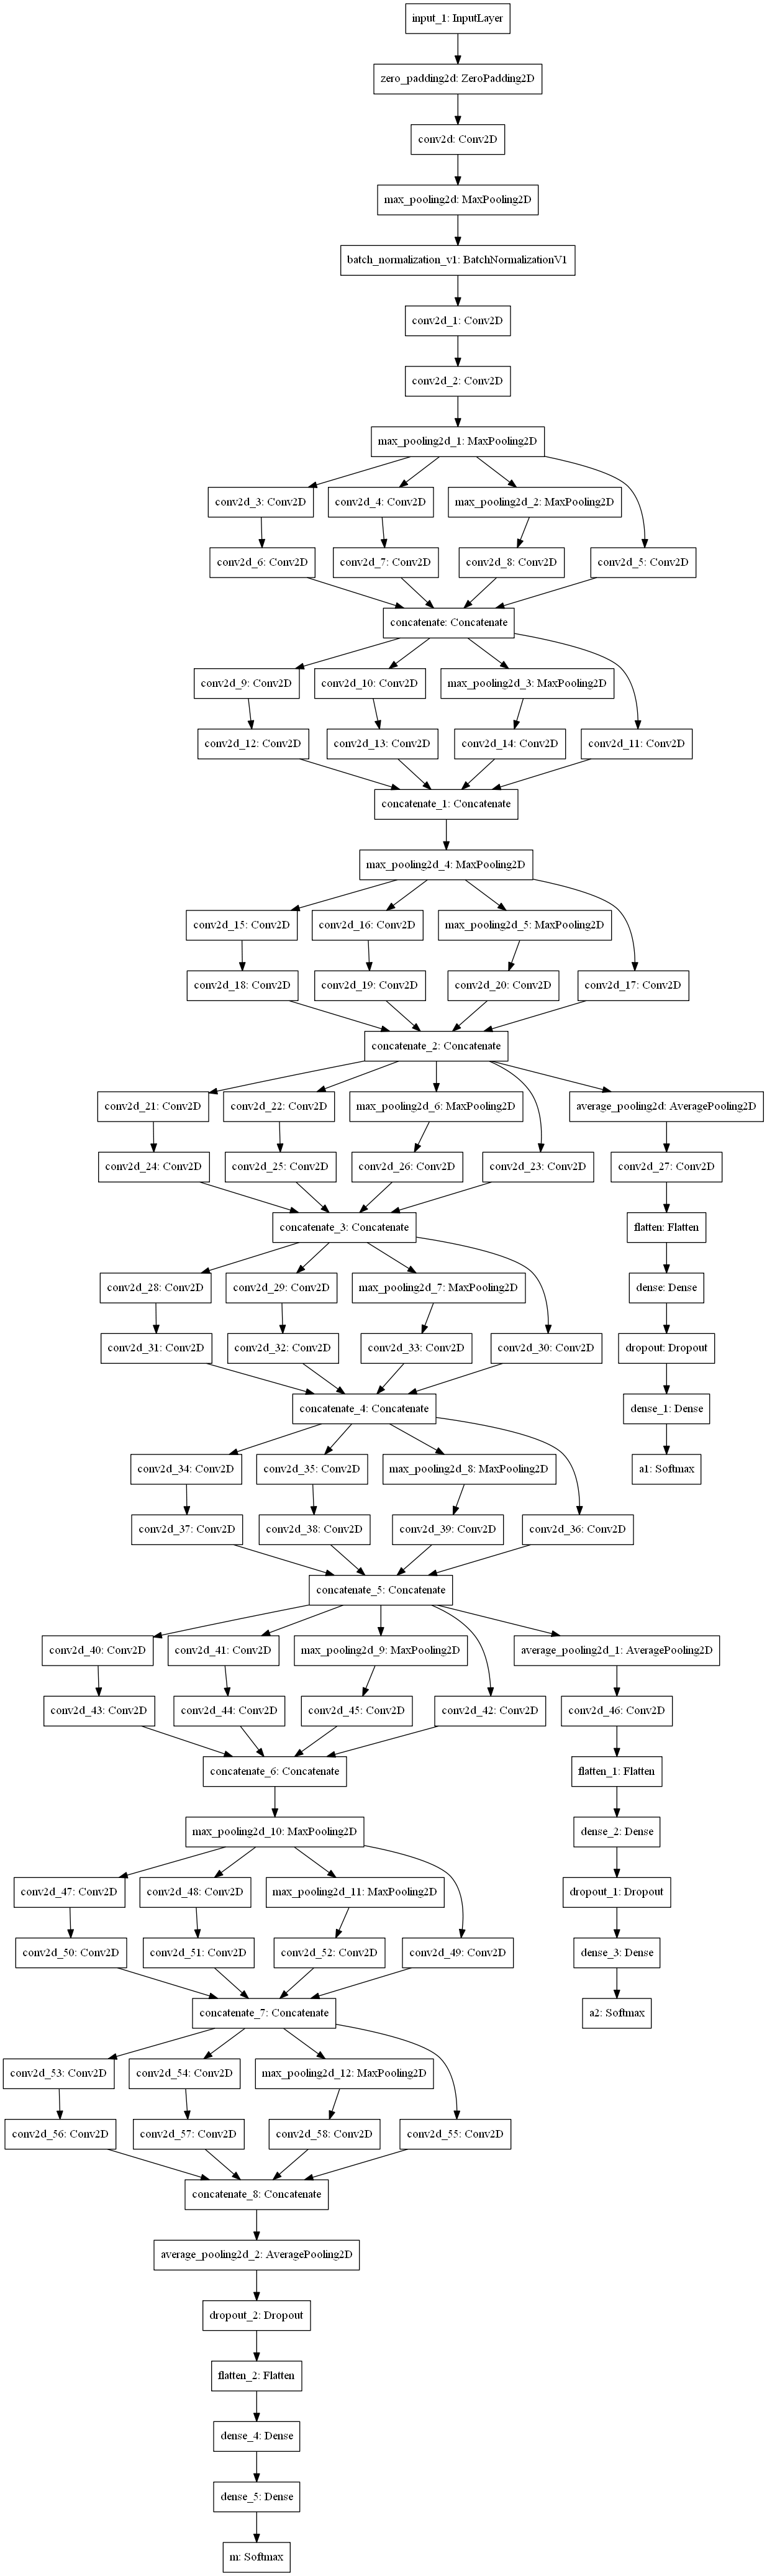 input_1: InputLayer
zero_padding2d: ZeroPadding2D
conv2d: Conv2D
max_pooling2d: MaxPooling2D
batch_normalization_v1: BatchNormalizationV1
conv2d_1: Conv2D
conv2d_2: Conv2D
max_pooling2d_1: MaxPooling2D
conv2d_3: Conv2D
conv2d_4: Conv2D
max_pooling2d_2: MaxPooling2D
conv2d_6: Conv2D
conv2d_7: Conv2D
conv2d_8: Conv2D
conv2d_5: Conv2D
concatenate: Concatenate
conv2d_9: Conv2D
conv2d_10: Conv2D
max_pooling2d_3: MaxPooling2D
conv2d_12: Conv2D
conv2d_13: Conv2D
conv2d_14: Conv2D
conv2d_11: Conv2D
concatenate_1: Concatenate
max_pooling2d_4: MaxPooling2D
conv2d_15: Conv2D
conv2d_16: Conv2D
max_pooling2d_5: MaxPooling2D
conv2d_18: Conv2D
conv2d_19: Conv2D
conv2d_20: Conv2D
conv2d_17: Conv2D
concatenate_2: Concatenate
conv2d_21: Conv2D
conv2d_22: Conv2D
max_pooling2d_6: MaxPooling2D
average_pooling2d: AveragePooling2D
conv2d_24: Conv2D
conv2d_25: Conv2D
conv2d_26: Conv2D
conv2d_23: Conv2D
conv2d_27: Conv2D
concatenate_3: Concatenate
flatten: Flatten
conv2d_28: Conv2D
conv2d_29: Conv2D
max_pooling2d_7: MaxPooling2D
dense: Dense
conv2d_31: Conv2D
conv2d_32: Conv2D
conv2d_33: Conv2D
conv2d_30: Conv2D
dropout: Dropout
concatenate_4: Concatenate
dense_1: Dense
conv2d_34: Conv2D
conv2d_35: Conv2D
max_pooling2d_8: MaxPooling2D
a1: Softmax
conv2d_37: Conv2D
conv2d_38: Conv2D
conv2d_39: Conv2D
conv2d_36: Conv2D
concatenate_5: Concatenate
conv2d_40: Conv2D
conv2d_41: Conv2D
max_pooling2d_9: MaxPooling2D
average_pooling2d_1: AveragePooling2D
conv2d_43: Conv2D
conv2d_44: Conv2D
conv2d_45: Conv2D
conv2d_42: Conv2D
conv2d_46: Conv2D
concatenate_6: Concatenate
flatten_1: Flatten
max_pooling2d_10: MaxPooling2D
dense_2: Dense
conv2d_47: Conv2D
conv2d_48: Conv2D
max_pooling2d_11: MaxPooling2D
dropout_1: Dropout
conv2d_50: Conv2D
conv2d_51: Conv2D
conv2d_52: Conv2D
conv2d_49: Conv2D
dense_3: Dense
concatenate_7: Concatenate
a2: Softmax
conv2d_53: Conv2D
conv2d_54: Conv2D
max_pooling2d_12: MaxPooling2D
conv2d_56: Conv2D
conv2d_57: Conv2D
conv2d_58: Conv2D
conv2d_55: Conv2D
concatenate_8: Concatenate
average_pooling2d_2: AveragePooling2D
dropout_2: Dropout
flatten_2: Flatten
dense_4: Dense
dense_5: Dense
m: Softmax